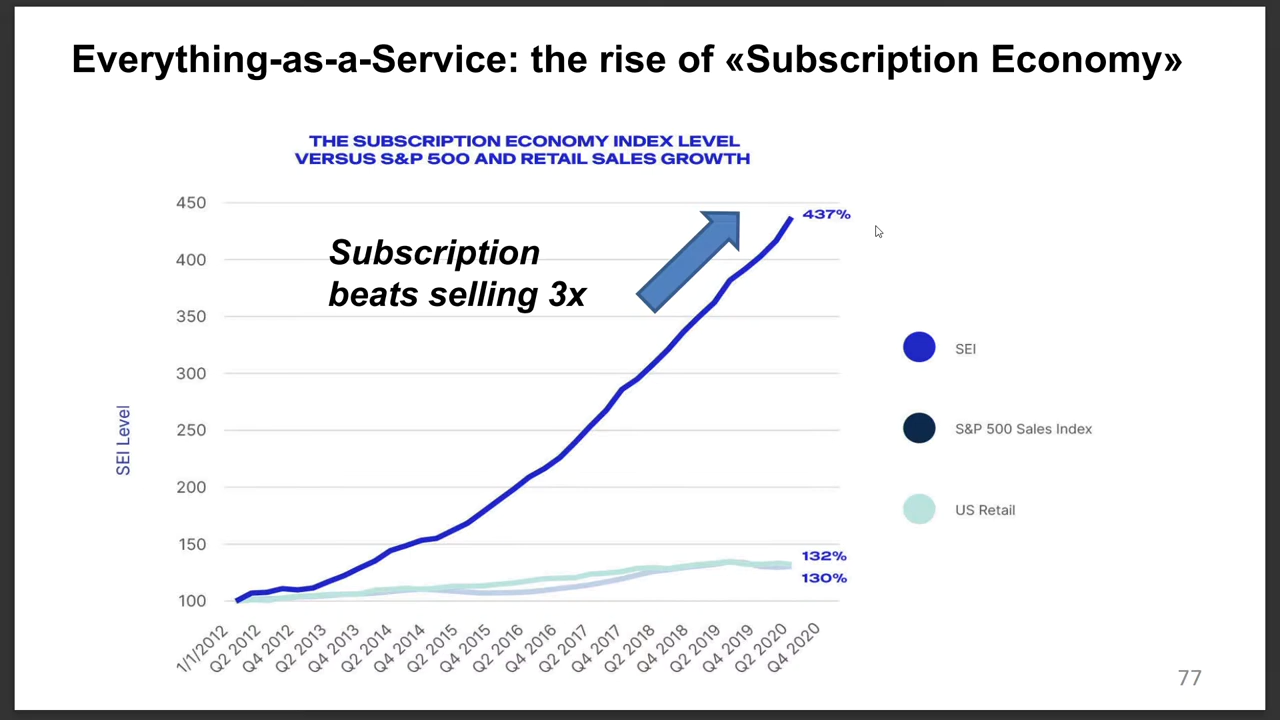 Everything-as-a-Service: the rise of «Subscription Economy»
THE SUBSCRIPTION ECONOMY INDEX LEVEL
VERSUS S&P 500 AND RETAIL SALES GROWTH
450
437%
Subscription
beats selling 3x
400
350
SEI
300
250
S&P 500 Sales Index
SEI Level
200
US Retail
150
132%
130%
100
1/1/2012
Q2 2012
Q4 2012
Q2 2013
Q4 2013
Q2 2014
Q4 2014
Q2 2015
Q4 2015
Q2 2016
Q4 2016
Q2 2017
Q4 2017
Q2 2018
Q4 2018
Q2 2019
Q4 2019
Q2 2020
Q4 2020
77